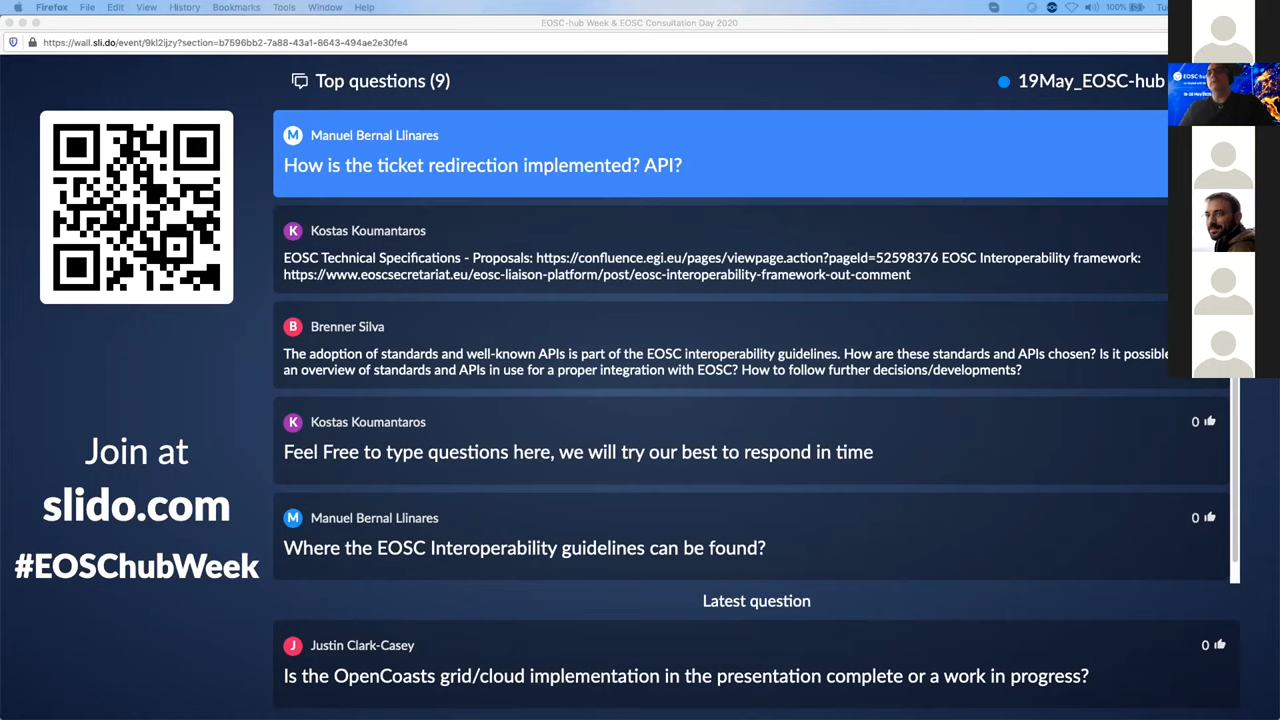 Firefox File Edit View History Bookmarks Tools Window Help 100%
EOSC-hub Week & EOSC Consultation Day 2020
https://wall.sli.do/event/9kl2ijzy?section=b7596bb2-7a88-43a1-8643-494ae2e30fe4
Top questions (9)
19May_EOSC-hub
M Manuel Bernal Llinares
How is the ticket redirection implemented? API?
K Kostas Koumantaros
EOSC Technical Specifications - Proposals: https://confluence.egi.eu/pages/viewpage.action?pageId=52598376 EOSC Interoperability framework:
https://www.eoscsecretariat.eu/eosc-liaison-platform/post/eosc-interoperability-framework-out-comment
B Brenner Silva
The adoption of standards and well-known APIs is part of the EOSC interoperability guidelines. How are these standards and APIs chosen? Is it possible
an overview of standards and APIs in use for a proper integration with EOSC? How to follow further decisions/developments?
K Kostas Koumantaros 0
Feel Free to type questions here, we will try our best to respond in time
M Manuel Bernal Llinares 0
Where the EOSC Interoperability guidelines can be found?
Latest question
J Justin Clark-Casey 0
Is the OpenCoasts grid/cloud implementation in the presentation complete or a work in progress?
Join at
slido.com
#EOSChubWeek
EOSC-hub